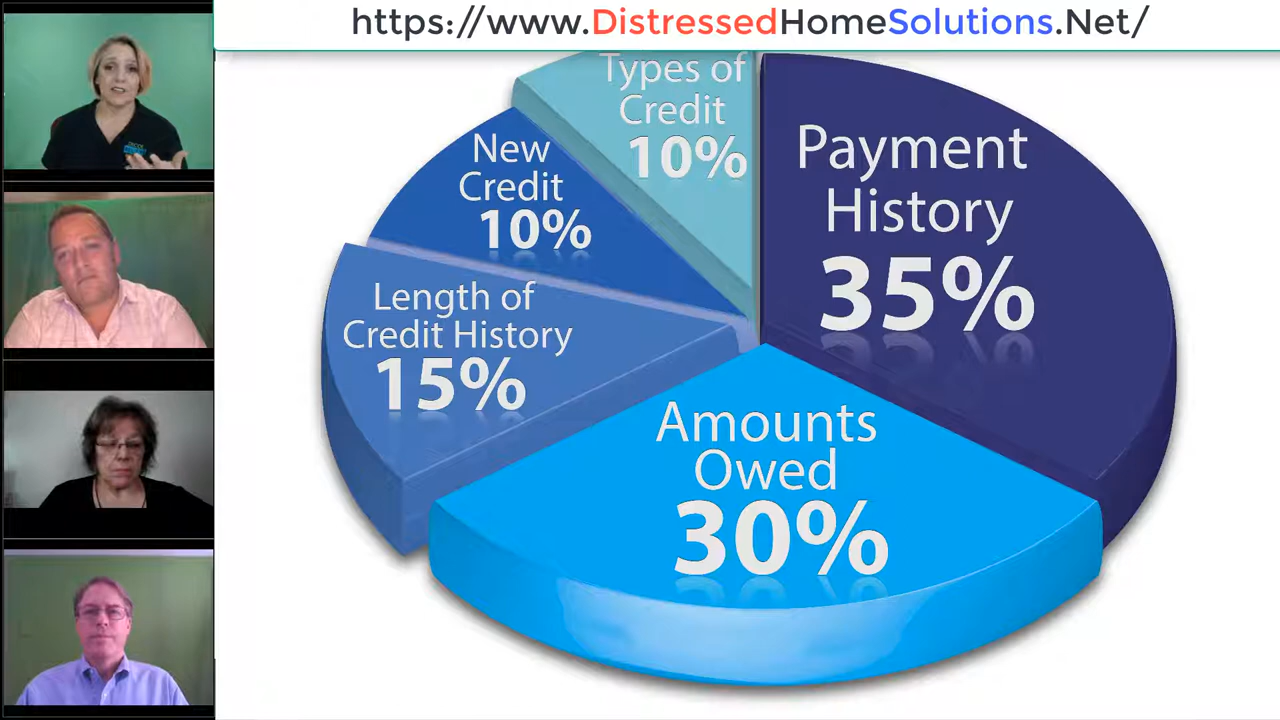 https://www.DistressedHomeSolutions.Net/
Types of
Credit
10%
New
Credit
10%
Payment
History
35%
Length of
Credit History
15%
Amounts
Owed
30%